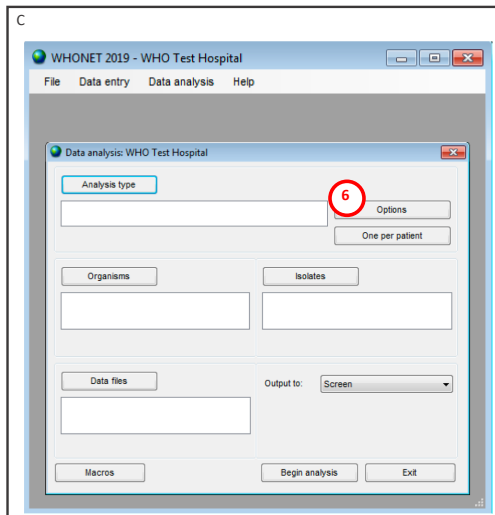 C
WHONET 2019 - WHO Test Hospital
File Data entry Data analysis Help
Data analysis: WHO Test Hospital
Analysis type
6
Options
One per patient
Organisms Isolates
Data files Output to: Screen
Macros Begin analysis Exit